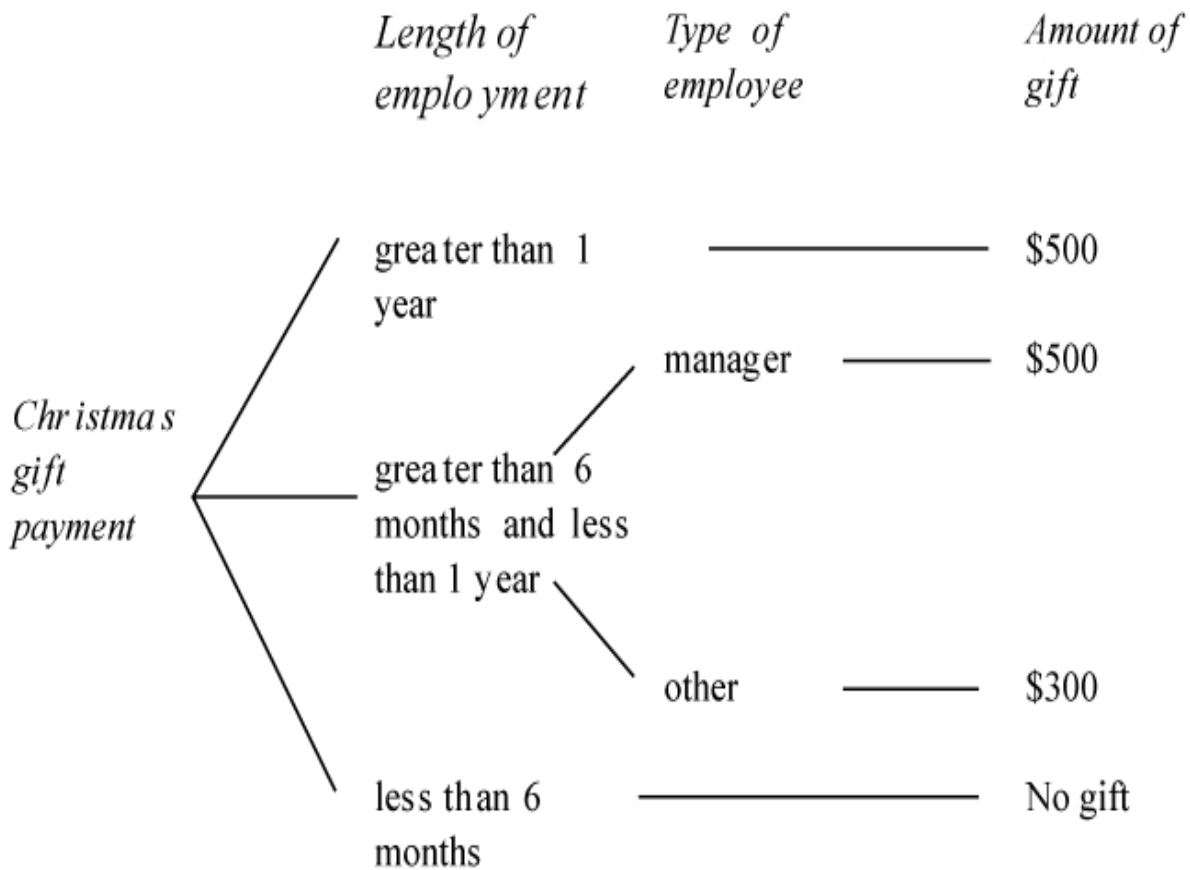 Length of
employment
Type of
employee
Amount of
gift
greater than 1
year
$500
manager
$500
Christmas
gift
payment
greater than 6
months and less
than 1 year
other
$300
less than 6
months
No gift